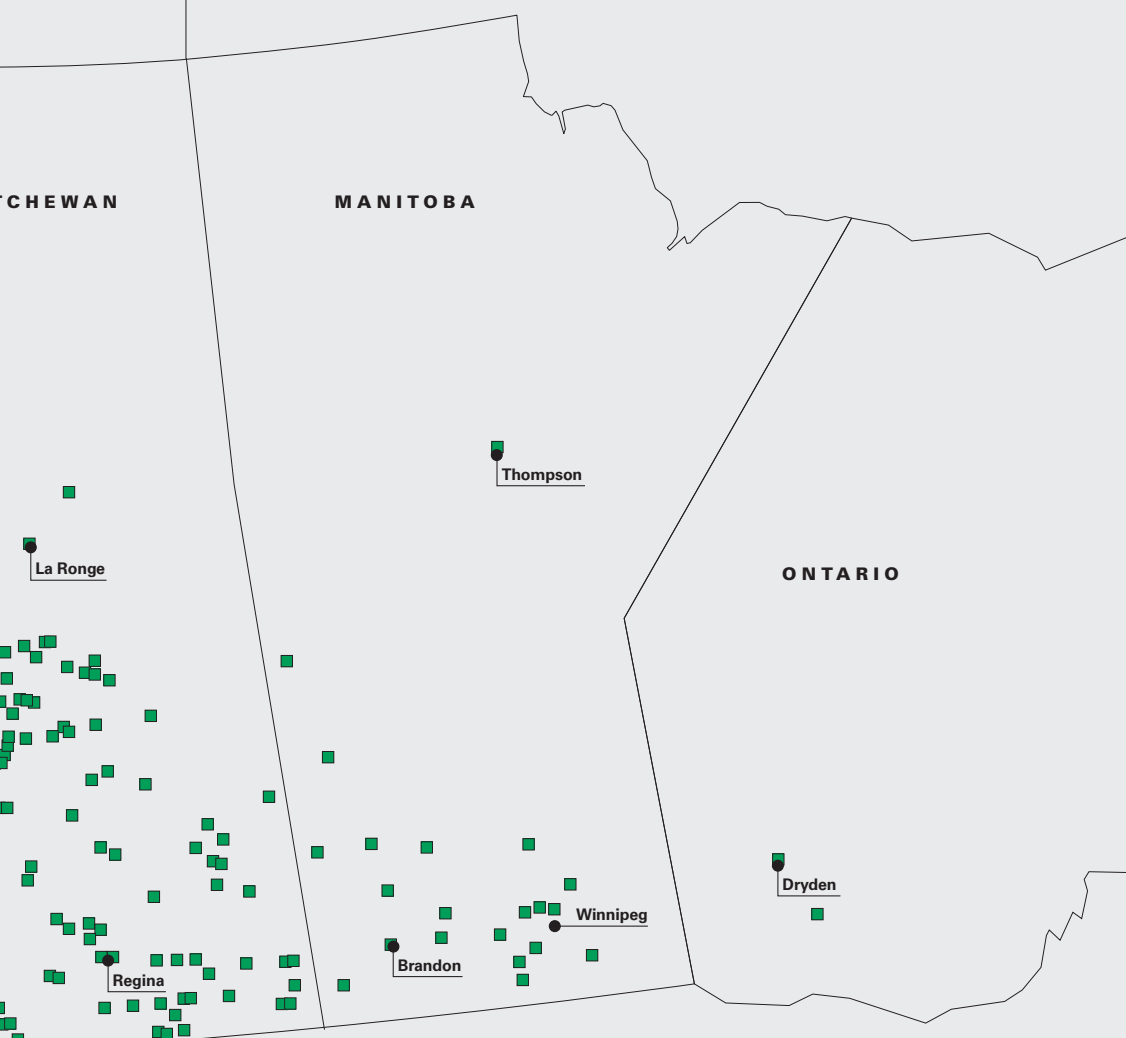 TCHEWAN
MANITOBA
Thompson
La Ronge
ONTARIO
Dryden
Winnipeg
Brandon
Regina